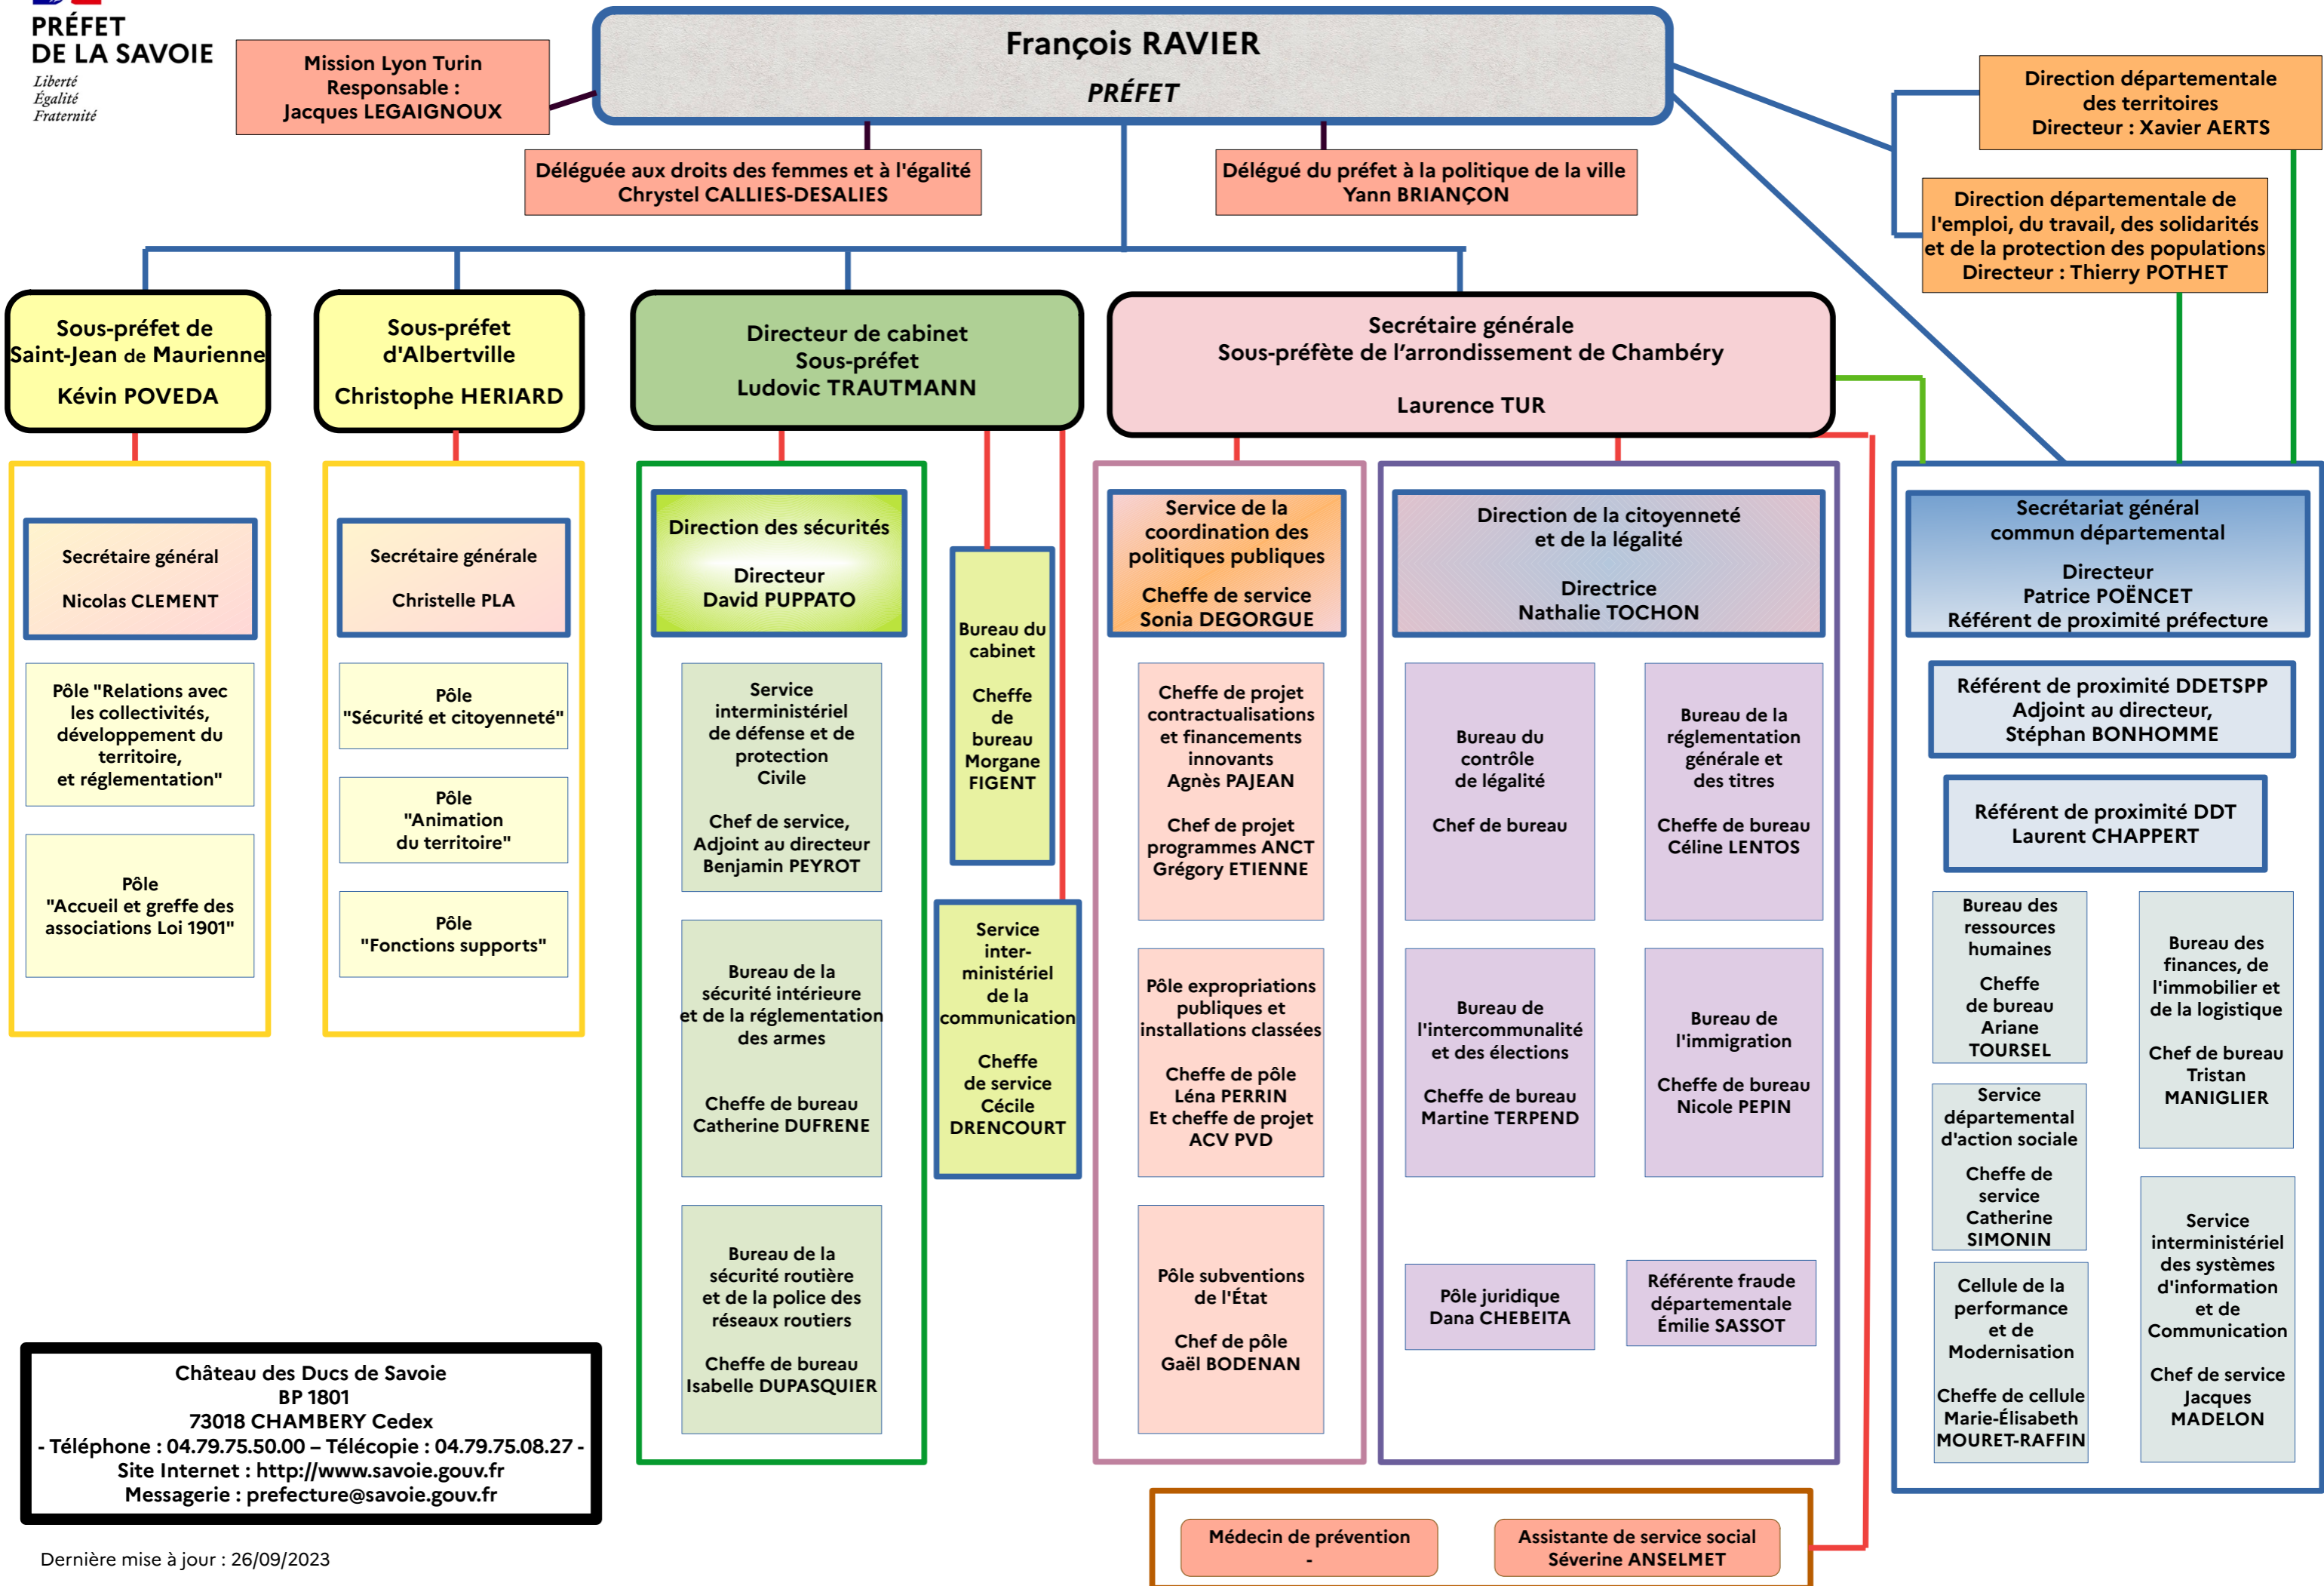 PRÉFET
DE LA SAVOIE
Liberté
Égalité
Fraternité
Mission Lyon Turin
Responsable :
Jacques LEGAIGNOUX
François RAVIER
PRÉFET
Déléguée aux droits des femmes et à l'égalité
Chrystel CALLIES-DESALIES
Délégué du préfet à la politique de la ville
Yann BRIANÇON
Direction départementale
des territoires
Directeur : Xavier AERTS
Direction départementale de
l'emploi, du travail, des solidarités
et de la protection des populations
Directeur : Thierry POTHET
Sous-préfet de
Saint-Jean de Maurienne
Kévin POVEDA
Sous-préfet
d'Albertville
Christophe HERIARD
Directeur de cabinet
Sous-préfet
Ludovic TRAUTMANN
Secrétaire générale
Sous-préfète de l’arrondissement de Chambéry
Laurence TUR
Secrétaire général
Nicolas CLEMENT
Pôle "Relations avec
les collectivités,
développement du
territoire,
et réglementation"
Pôle
"Accueil et greffe des
associations Loi 1901"
Secrétaire générale
Christelle PLA
Pôle
"Sécurité et citoyenneté"
Pôle
"Animation
du territoire"
Pôle
"Fonctions supports"
Direction des sécurités
Directeur
David PUPPATO
Service
interministériel
de défense et de
protection
Civile
Chef de service,
Adjoint au directeur
Benjamin PEYROT
Bureau de la
sécurité intérieure
et de la réglementation
des armes
Cheffe de bureau
Catherine DUFRENE
Bureau de la
sécurité routière
et de la police des
réseaux routiers
Cheffe de bureau
Isabelle DUPASQUIER
Bureau du
cabinet
Cheffe
de
bureau
Morgane
FIGENT
Service
inter-
ministériel
de la
communication
Cheffe
de service
Cécile
DRENCOURT
Service de la
coordination des
politiques publiques
Cheffe de service
Sonia DEGORGUE
Cheffe de projet
contractualisations
et financements
innovants
Agnès PAJEAN
Chef de projet
programmes ANCT
Grégory ETIENNE
Pôle expropriations
publiques et
installations classées
Cheffe de pôle
Léna PERRIN
Et cheffe de projet
ACV PVD
Pôle subventions
de l'État
Chef de pôle
Gaël BODENAN
Direction de la citoyenneté
et de la légalité
Directrice
Nathalie TOCHON
Bureau du
contrôle
de légalité
Chef de bureau
Bureau de la
réglementation
générale et
des titres
Cheffe de bureau
Céline LENTOS
Bureau de
l'intercommunalité
et des élections
Cheffe de bureau
Martine TERPEND
Bureau de
l'immigration
Cheffe de bureau
Nicole PEPIN
Pôle juridique
Dana CHEBEITA
Référente fraude
départementale
Émilie SASSOT
Secrétariat général
commun départemental
Directeur
Patrice POËNCET
Référent de proximité préfecture
Référent de proximité DDETSPP
Adjoint au directeur,
Stéphan BONHOMME
Référent de proximité DDT
Laurent CHAPPERT
Bureau des
ressources
humaines
Cheffe
de bureau
Ariane
TOURSEL
Service
départemental
d'action sociale
Cheffe de
service
Catherine
SIMONIN
Cellule de la
performance
et de
Modernisation
Cheffe de cellule
Marie-Élisabeth
MOURET-RAFFIN
Bureau des
finances, de
l'immobilier et
de la logistique
Chef de bureau
Tristan
MANIGLIER
Service
interministériel
des systèmes
d'information
et de
Communication
Chef de service
Jacques
MADELON
Château des Ducs de Savoie
BP 1801
73018 CHAMBERY Cedex
- Téléphone : 04.79.75.50.00 – Télécopie : 04.79.75.08.27 -
Site Internet : http://www.savoie.gouv.fr
Messagerie : prefecture@savoie.gouv.fr
Médecin de prévention
-
Assistante de service social
Séverine ANSELMET
Dernière mise à jour : 26/09/2023